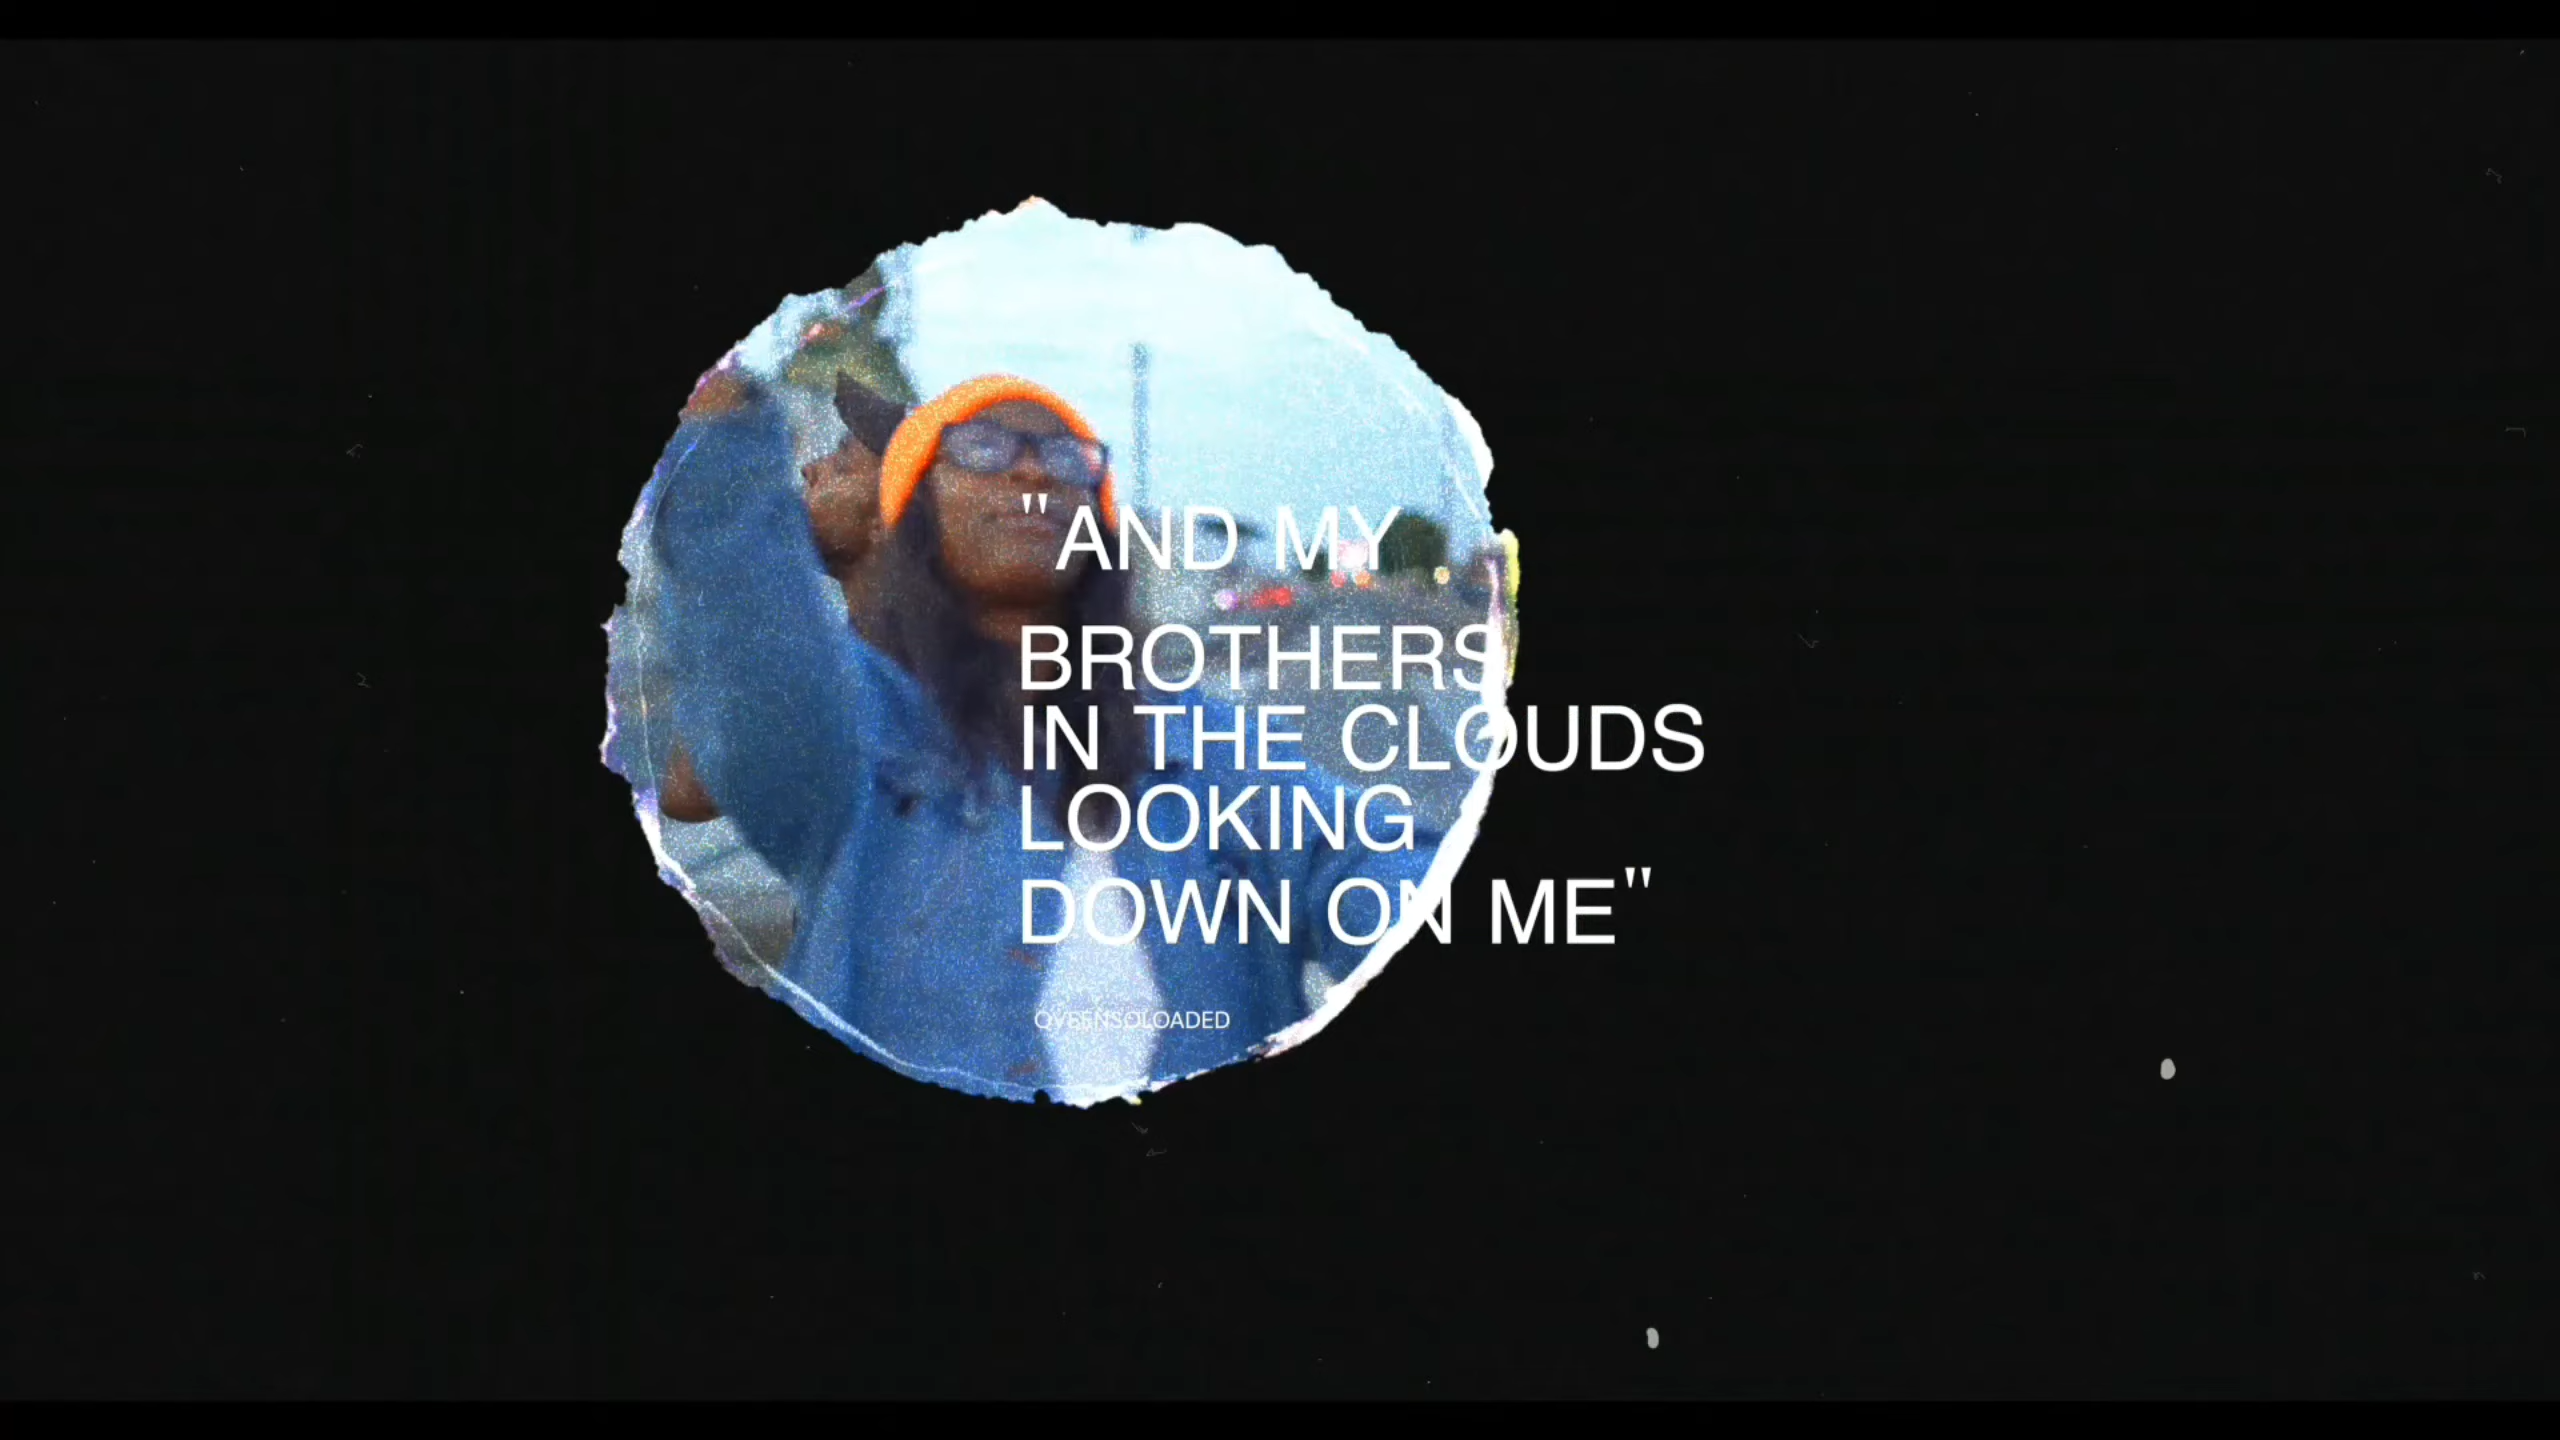 "AND MY
BROTHERS
IN THE CLOUDS
LOOKING
DOWN ON ME"
QVEENSOLOADED